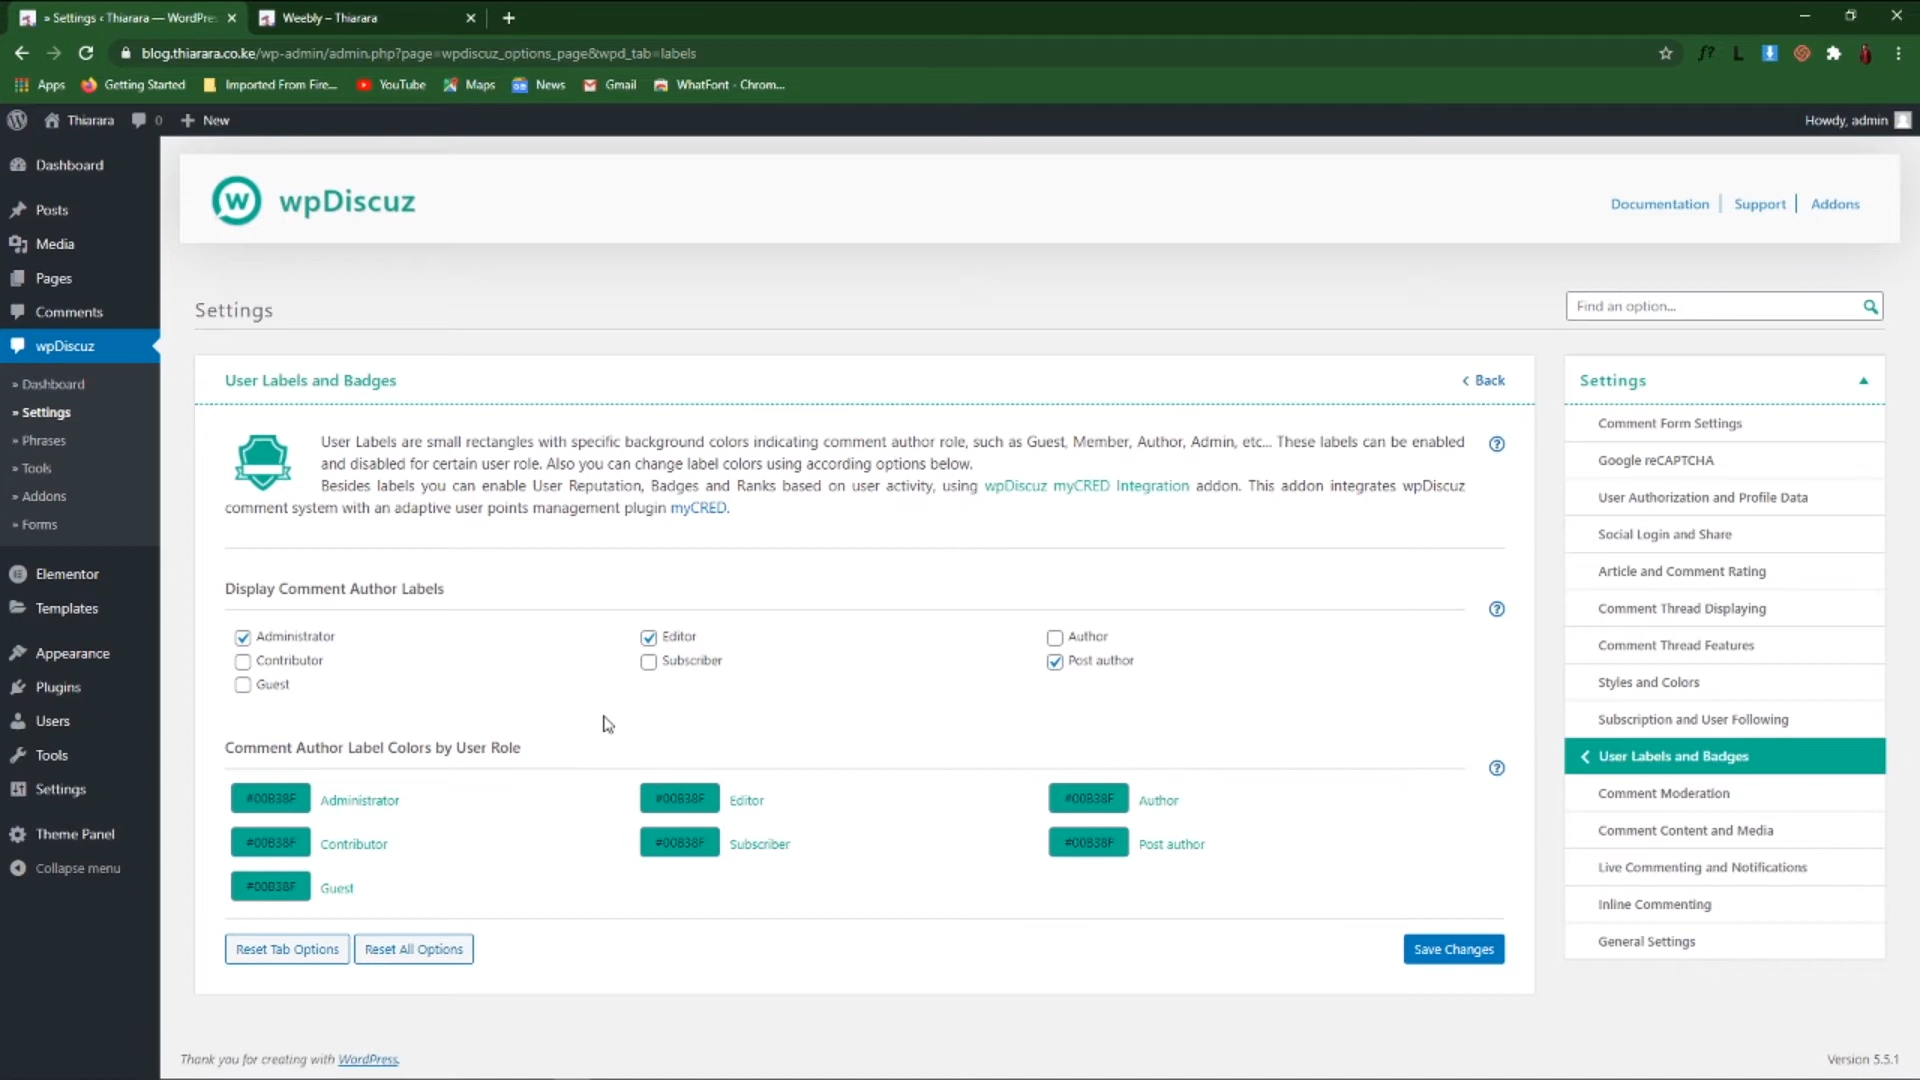 » Settings ‹ Thiarara — WordPre
Weebly – Thiarara
blog.thiarara.co.ke/wp-admin/admin.php?page=wpdiscuz_options_page&wpd_tab=labels
f?
L
Apps
Getting Started
Imported From Fire...
YouTube
Maps
News
Gmail
WhatFont - Chrom...
Thiarara
0
New
Howdy, admin
Dashboard
Posts
Media
Pages
Comments
wpDiscuz
» Dashboard
» Settings
» Phrases
» Tools
» Addons
» Forms
Elementor
Templates
Appearance
Plugins
Users
Tools
Settings
Theme Panel
Collapse menu
wpDiscuz
Documentation
Support
Addons
Settings
Find an option...
User Labels and Badges
Back
User Labels are small rectangles with specific background colors indicating comment author role, such as Guest, Member, Author, Admin, etc... These labels can be enabled
and disabled for certain user role. Also you can change label colors using according options below.
Besides labels you can enable User Reputation, Badges and Ranks based on user activity, using wpDiscuz myCRED Integration addon. This addon integrates wpDiscuz
comment system with an adaptive user points management plugin myCRED.
Display Comment Author Labels
Administrator
Editor
Author
Contributor
Subscriber
Post author
Guest
Comment Author Label Colors by User Role
#00B38F Administrator
#00B38F Editor
#00B38F Author
#00B38F Contributor
#00B38F Subscriber
#00B38F Post author
#00B38F Guest
Reset Tab Options
Reset All Options
Save Changes
Settings
Comment Form Settings
Google reCAPTCHA
User Authorization and Profile Data
Social Login and Share
Article and Comment Rating
Comment Thread Displaying
Comment Thread Features
Styles and Colors
Subscription and User Following
User Labels and Badges
Comment Moderation
Comment Content and Media
Live Commenting and Notifications
Inline Commenting
General Settings
Thank you for creating with WordPress.
Version 5.5.1